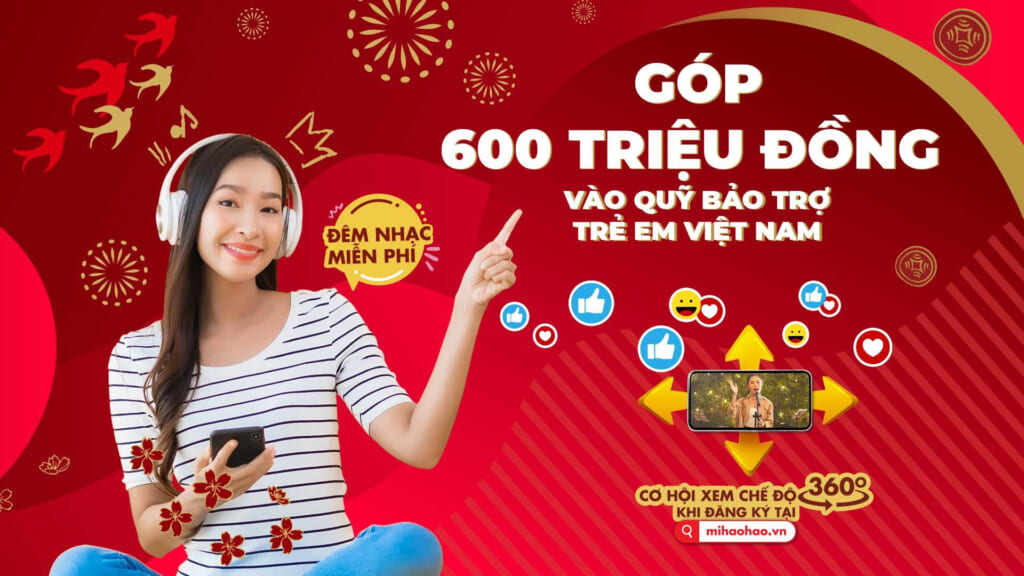 GÓP
600 TRIỆU ĐỒNG
VÀO QUỸ BẢO TRỢ
TRẺ EM VIỆT NAM
ĐÊM NHẠC
MIỄN PHÍ
CƠ HỘI XEM CHẾ ĐỘ 360°
KHI ĐĂNG KÝ TẠI
mihaohao.vn